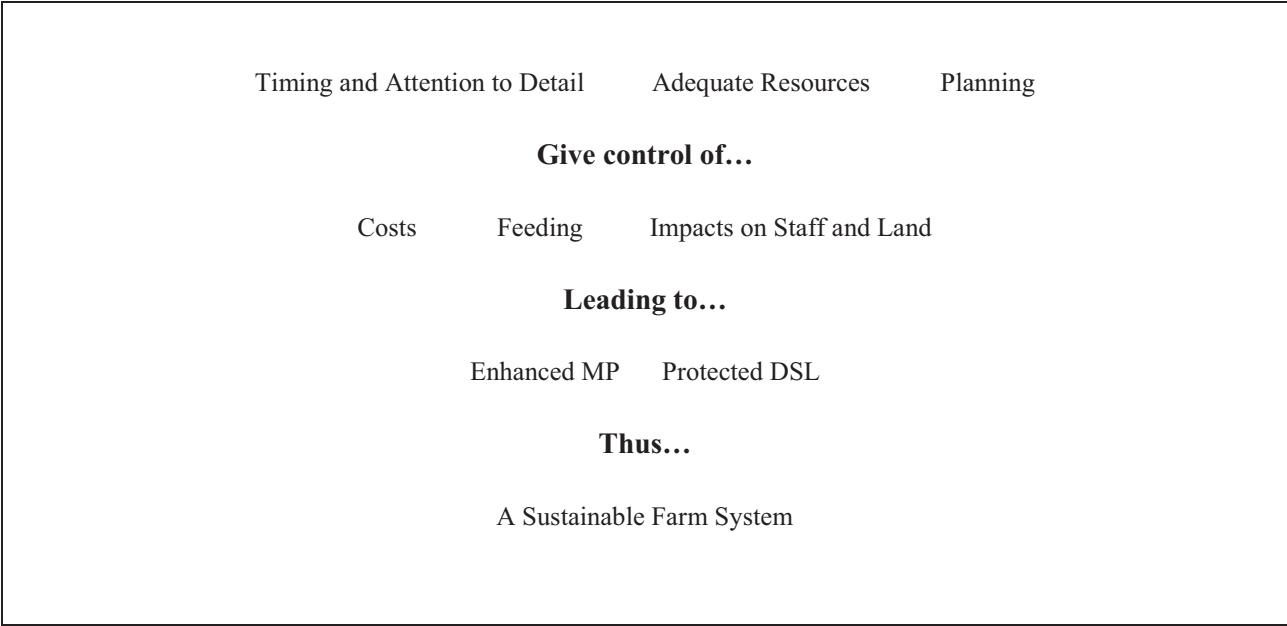 Timing and Attention to Detail Adequate Resources Planning
Give control of…
Costs Feeding Impacts on Staff and Land
Leading to…
Enhanced MP Protected DSL
Thus…
A Sustainable Farm System